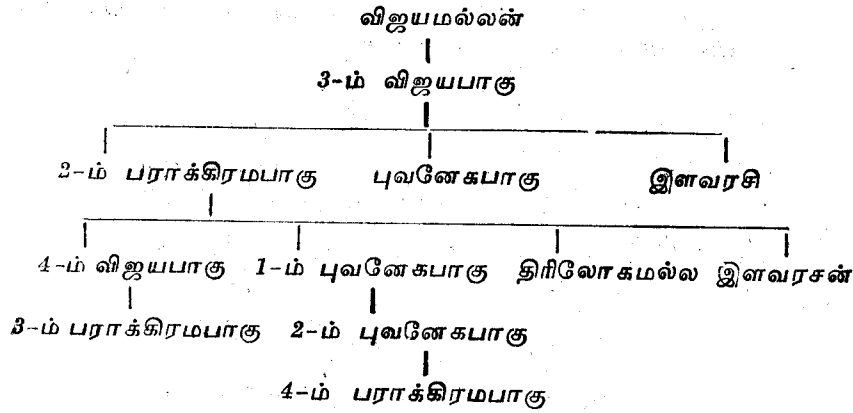 விஜயமல்லன்
3-ம் விஜயபாகு
2-ம் பராக்கிரமபாகு புவனேகபாகு இளவரசி
4-ம் விஜயபாகு 1-ம் புவனேகபாகு திரிலோகமல்ல இளவரசன்
3-ம் பராக்கிரமபாகு 2-ம் புவனேகபாகு
4-ம் பராக்கிரமபாகு